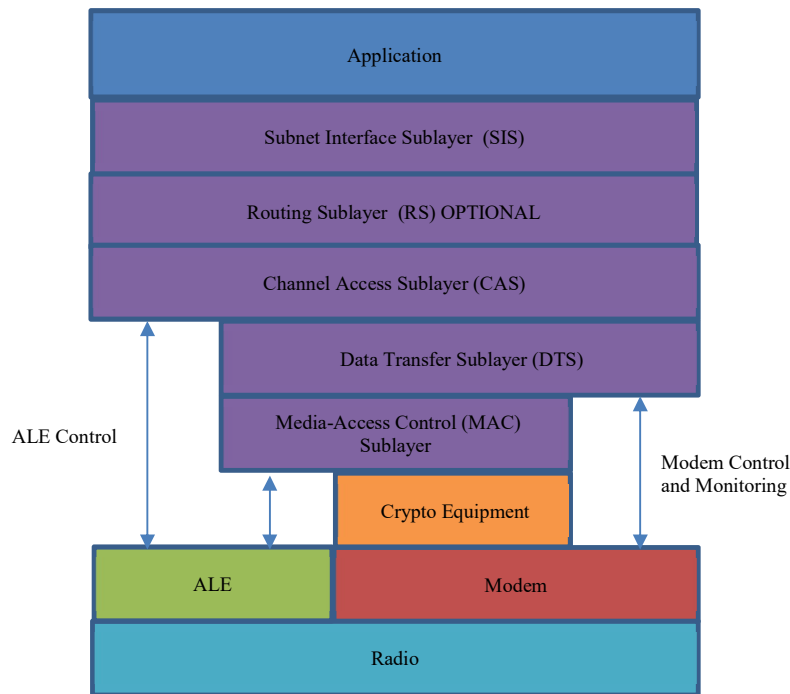 Application
Subnet Interface Sublayer (SIS)
Routing Sublayer (RS) OPTIONAL
Channel Access Sublayer (CAS)
Data Transfer Sublayer (DTS)
ALE Control
Media-Access Control (MAC)
Sublayer
Modem Control
and Monitoring
Crypto Equipment
ALE
Modem
Radio